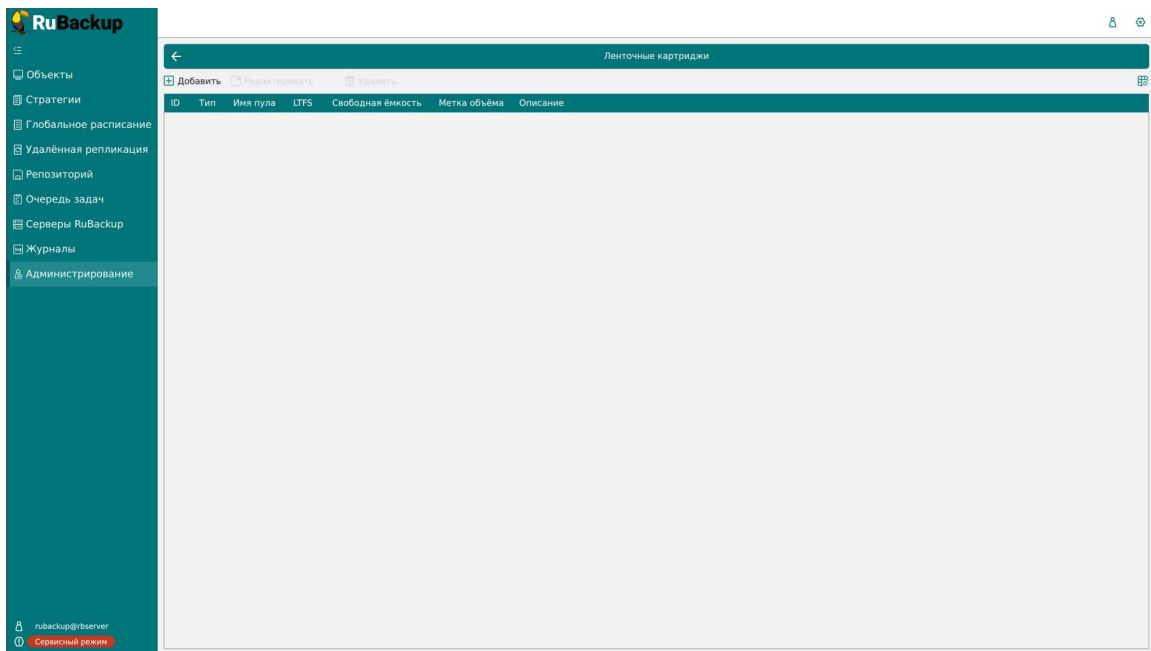 RuBackup
Объекты
Стратегии
Глобальное расписание
Удалённая репликация
Репозиторий
Очередь задач
Серверы RuBackup
Журналы
Администрирование
Ленточные картриджи
Добавить Редактировать Удалить
ID Тип Имя пула LTFS Свободная ёмкость Метка объёма Описание
rubackup@rbserver
Сервисный режим